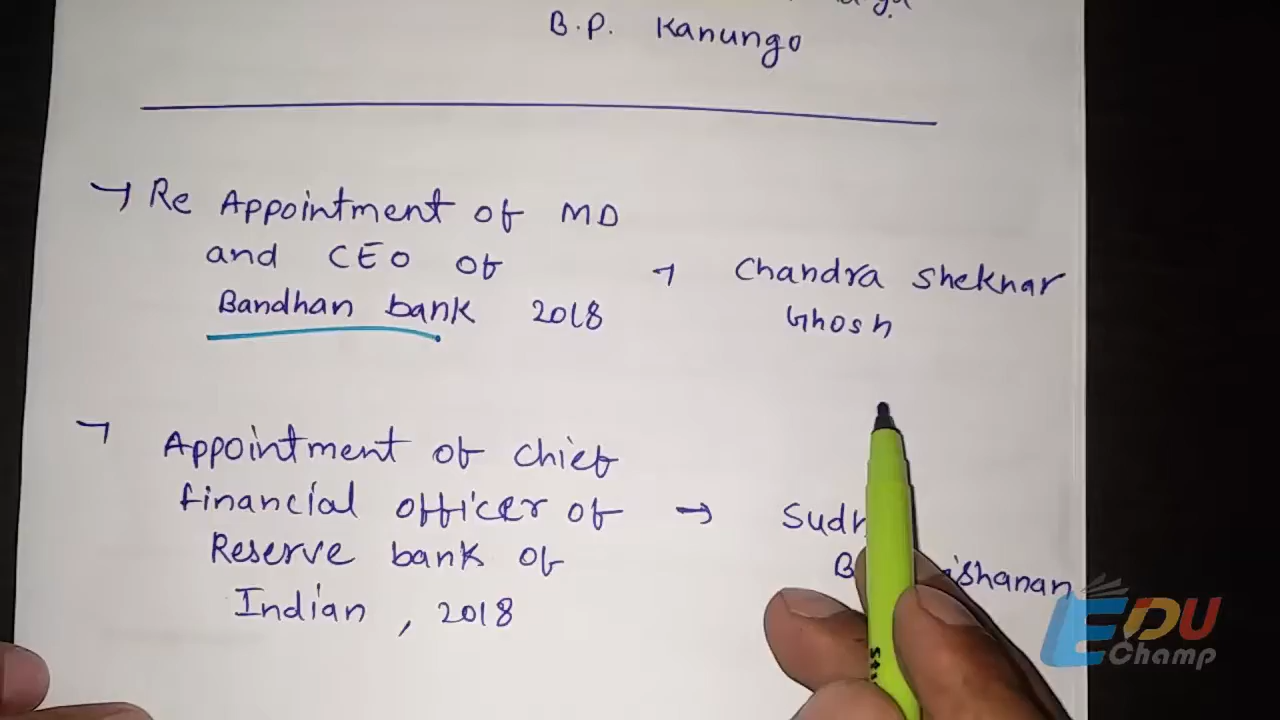 B.P. Kanungo
→ Re Appointment of MD
and CEO of → Chandra Shekhar
Bandhan bank 2018 Ghosh
→ Appointment of Chief
financial officer of → Sudh
Reserve bank of
Indian, 2018
EDU
Champ